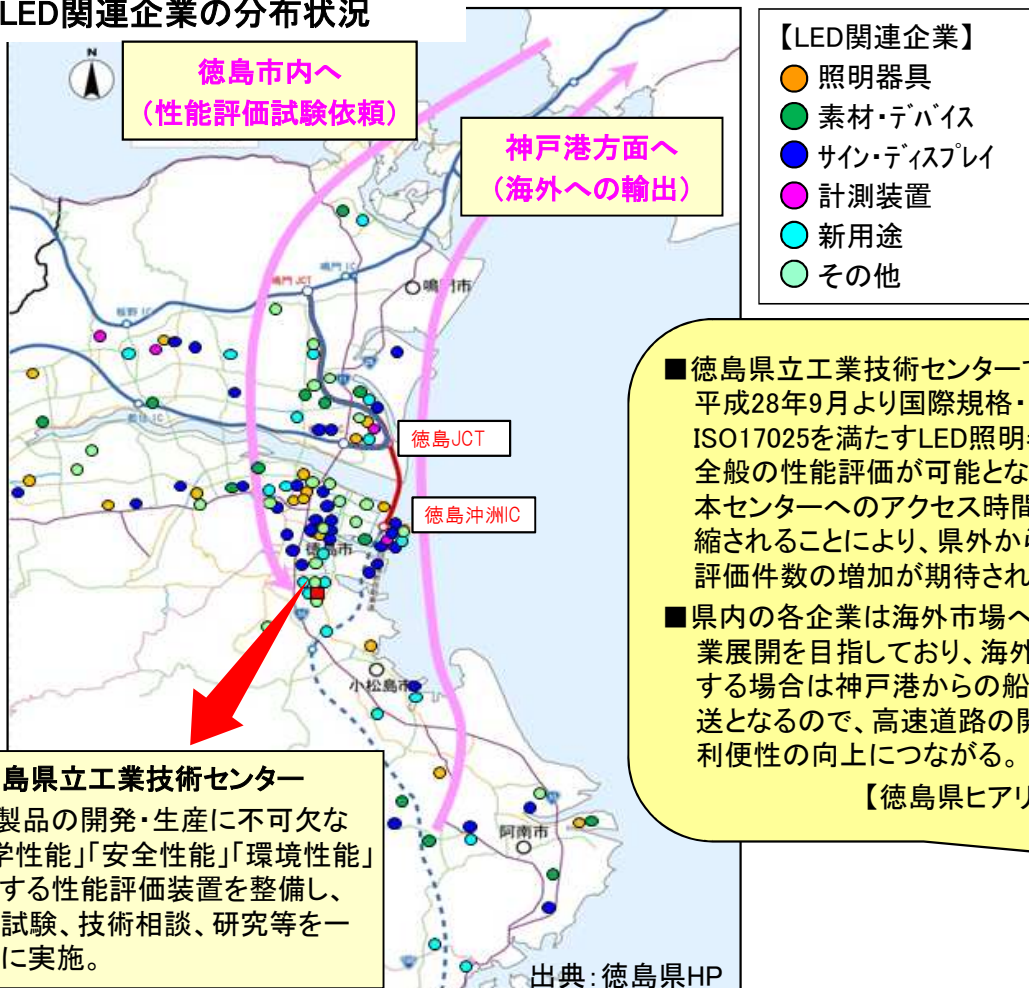 LED関連企業の分布状況
N
徳島市内へ
(性能評価試験依頼)
神戸港方面へ
(海外への輸出)
【LED関連企業】
照明器具
素材・デバイス
サイン・ディスプレイ
計測装置
新用途
その他
鳴門 JCT
鳴門 IC
鳴門市
板野 IC
藍住 IC
徳島JCT
徳島沖洲IC
徳島市
小松島市
阿南市
■徳島県立工業技術センターで
平成28年9月より国際規格・
ISO17025を満たすLED照明
全般の性能評価が可能とな
本センターへのアクセス時間
縮されることにより、県外から
評価件数の増加が期待され
■県内の各企業は海外市場へ
業展開を目指しており、海外
する場合は神戸港からの船
送となるので、高速道路の開
利便性の向上につながる。
【徳島県ヒアリ
島県立工業技術センター
製品の開発・生産に不可欠な
学性能」「安全性能」「環境性能」
する性能評価装置を整備し、
試験、技術相談、研究等を一
に実施。
出典：徳島県HP